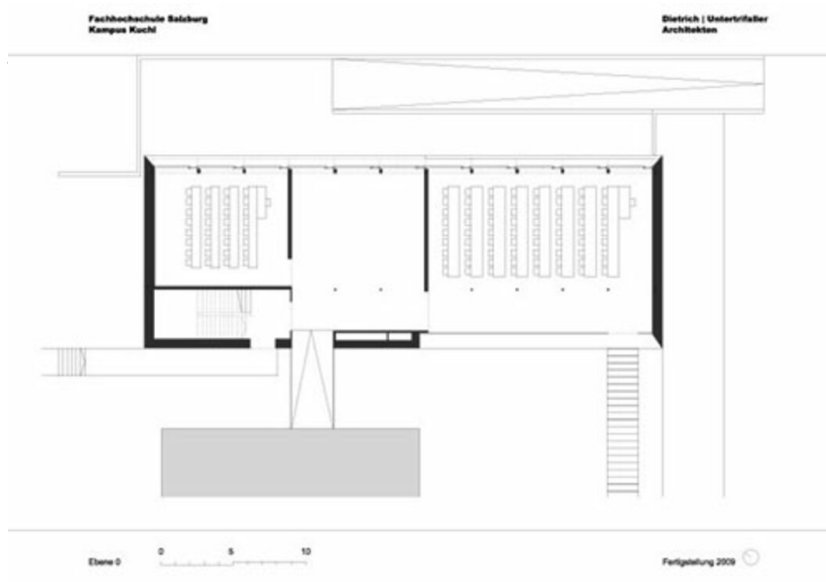 Fachhochschule Salzburg
Kampus Kuchl
Dietrich | Untertrifaller
Architekten
Ebene 0
0 5 10
Fertigstellung 2009